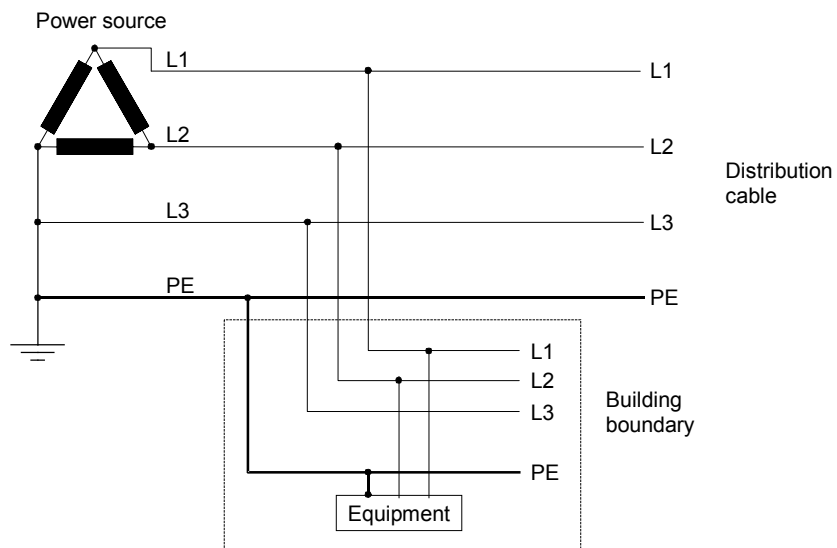 Power source
L1
L1
L2
L2
Distribution
cable
L3
L3
PE
PE
L1
L2
Building
boundary
L3
PE
Equipment